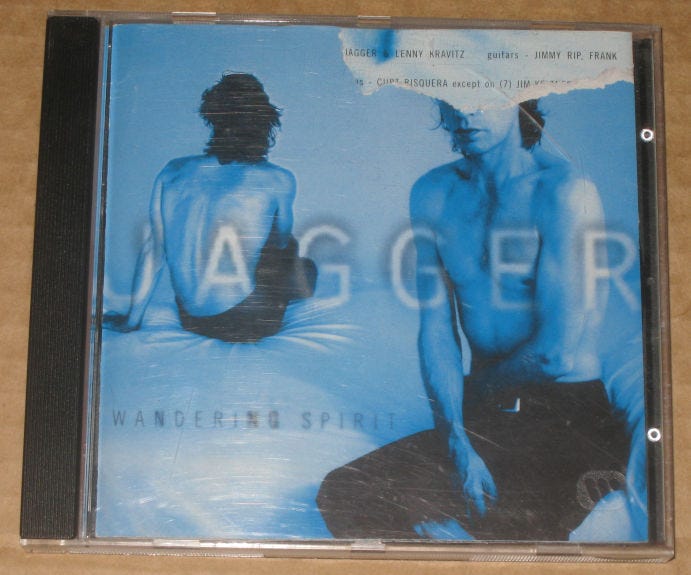 JAGGER & LENNY KRAVITZ guitars - JIMMY RIP, FRANK
- CURT BISQUERA except on (7) JIM
JAGGER
WANDERING SPIRIT